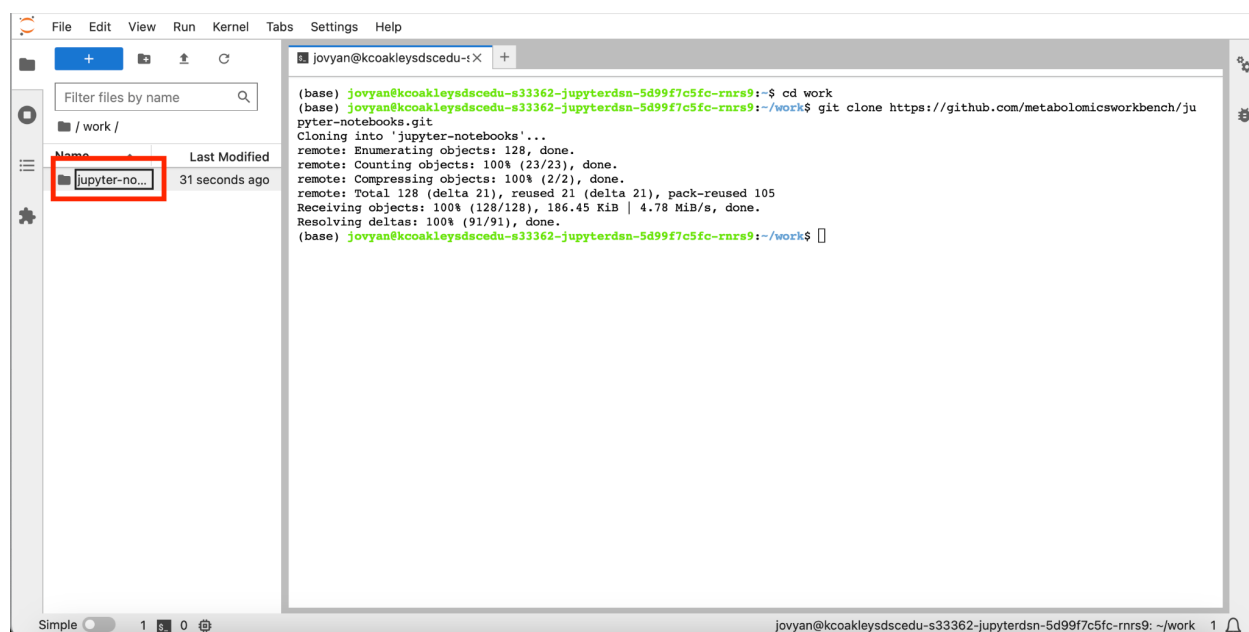 File Edit View Run Kernel Tabs Settings Help
+
Filter files by name
/ work /
Name Last Modified
jupyter-no... 31 seconds ago
jovyan@kcoakleysdscedu-s
(base) jovyan@kcoakleysdscedu-s33362-jupyterdsn-5d99f7c5fc-rnrs9:~$ cd work
(base) jovyan@kcoakleysdscedu-s33362-jupyterdsn-5d99f7c5fc-rnrs9:~/work$ git clone https://github.com/metabolomicsworkbench/ju
pyter-notebooks.git
Cloning into 'jupyter-notebooks'...
remote: Enumerating objects: 128, done.
remote: Counting objects: 100% (23/23), done.
remote: Compressing objects: 100% (2/2), done.
remote: Total 128 (delta 21), reused 21 (delta 21), pack-reused 105
Receiving objects: 100% (128/128), 186.45 KiB | 4.78 MiB/s, done.
Resolving deltas: 100% (91/91), done.
(base) jovyan@kcoakleysdscedu-s33362-jupyterdsn-5d99f7c5fc-rnrs9:~/work$
Simple 1 0 jovyan@kcoakleysdscedu-s33362-jupyterdsn-5d99f7c5fc-rnrs9: ~/work 1